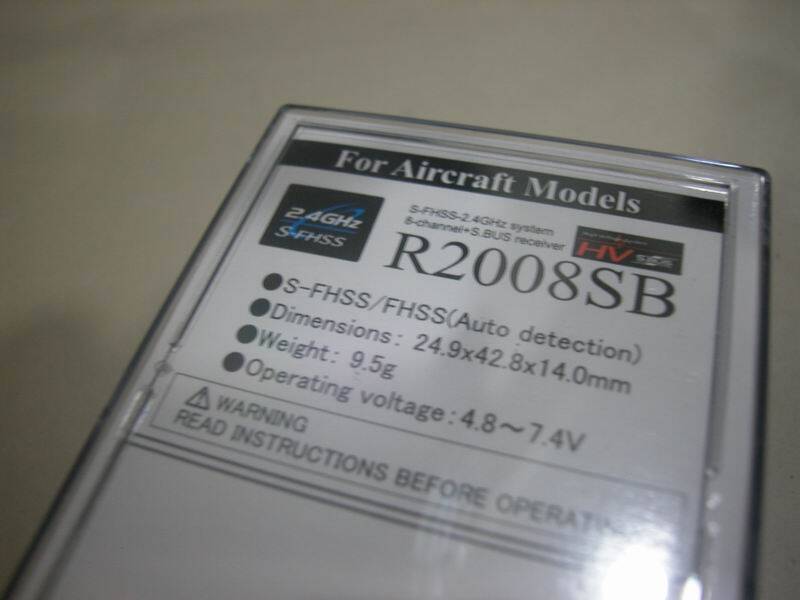 For Aircraft Models
2.4GHz
S-FHSS
S-FHSS-2.4GHz system
8-channel+S.BUS receiver
HV
R2008SB
●S-FHSS/FHSS(Auto detection)
●Dimensions: 24.9x42.8x14.0mm
●Weight: 9.5g
●Operating voltage:4.8~7.4V
⚠WARNING
READ INSTRUCTIONS BEFORE